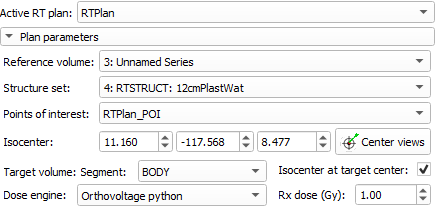 Active RT plan: RTPlan
Plan parameters
Reference volume: 3: Unnamed Series
Structure set: 4: RTSTRUCT: 12cmPlastWat
Points of interest: RTPlan_POI
Isocenter: 11.160 -117.568 8.477 Center views
Target volume: Segment: BODY Isocenter at target center:
Dose engine: Orthovoltage python Rx dose (Gy): 1.00